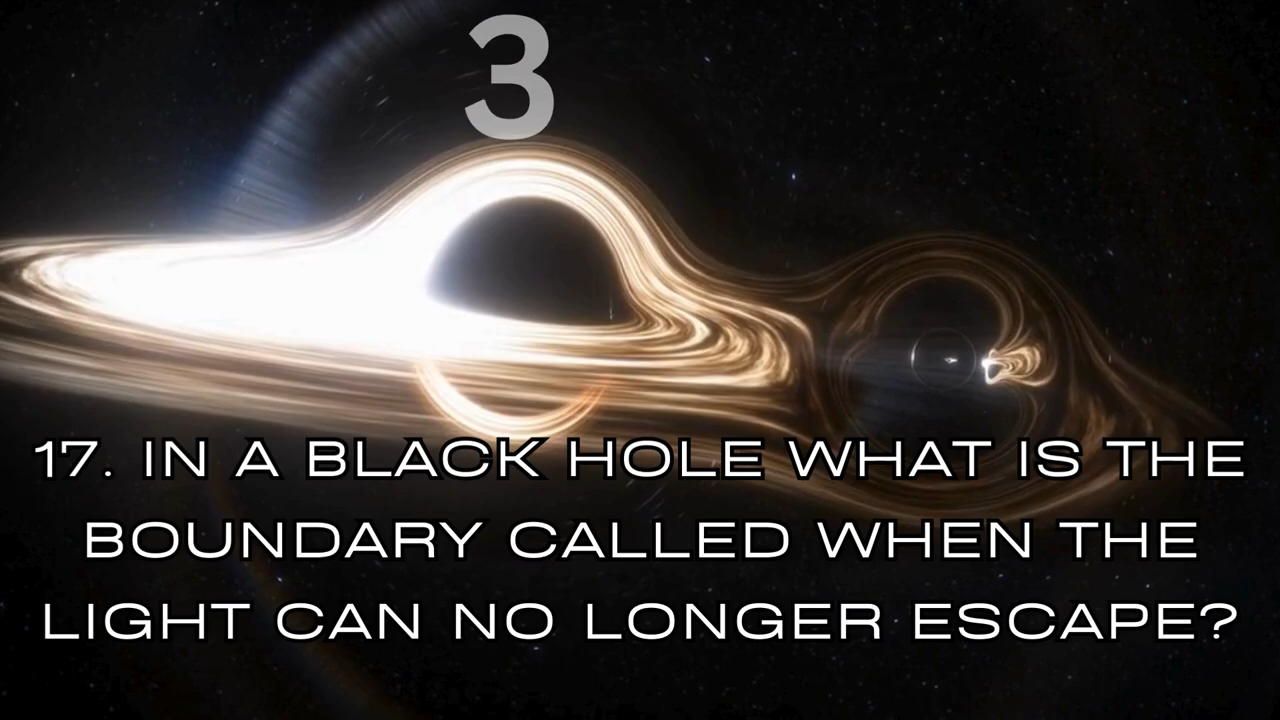 3
17. IN A BLACK HOLE WHAT IS THE
BOUNDARY CALLED WHEN THE
LIGHT CAN NO LONGER ESCAPE?